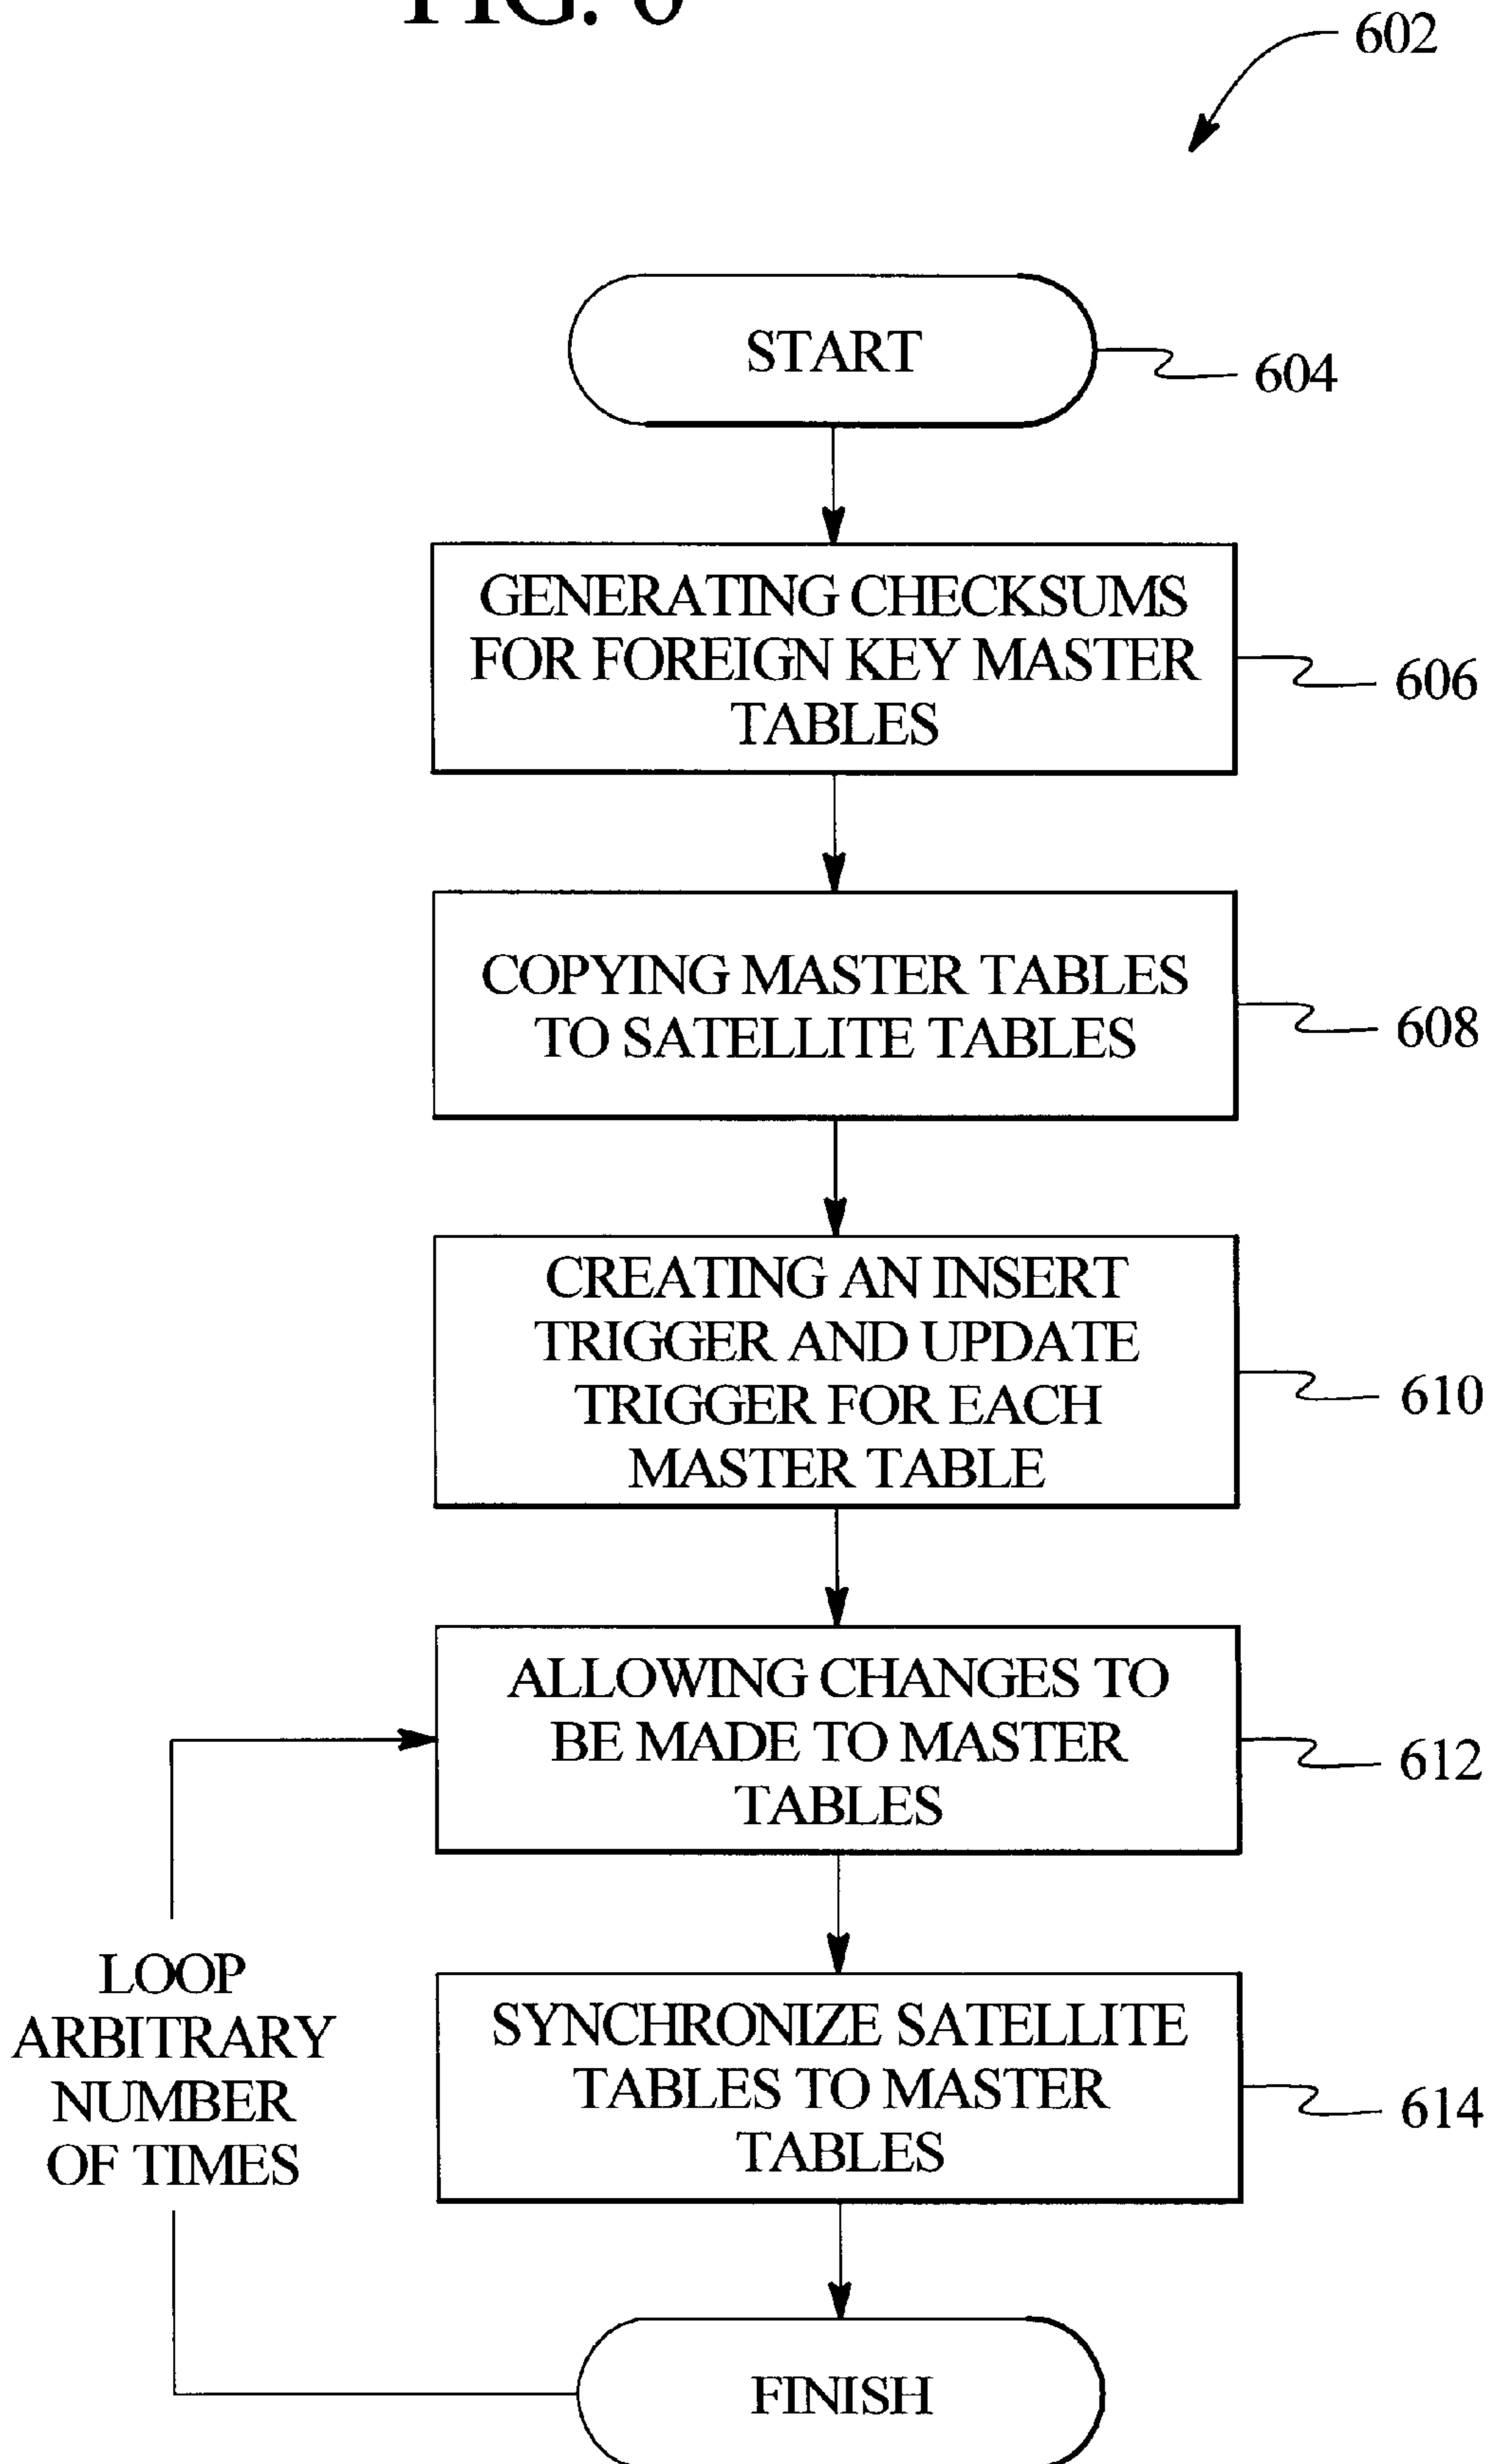 FIG. 6
602
START
604
GENERATING CHECKSUMS
FOR FOREIGN KEY MASTER
TABLES
606
COPYING MASTER TABLES
TO SATELLITE TABLES
608
CREATING AN INSERT
TRIGGER AND UPDATE
TRIGGER FOR EACH
MASTER TABLE
610
ALLOWING CHANGES TO
BE MADE TO MASTER
TABLES
612
LOOP
ARBITRARY
NUMBER
OF TIMES
SYNCHRONIZE SATELLITE
TABLES TO MASTER
TABLES
614
FINISH